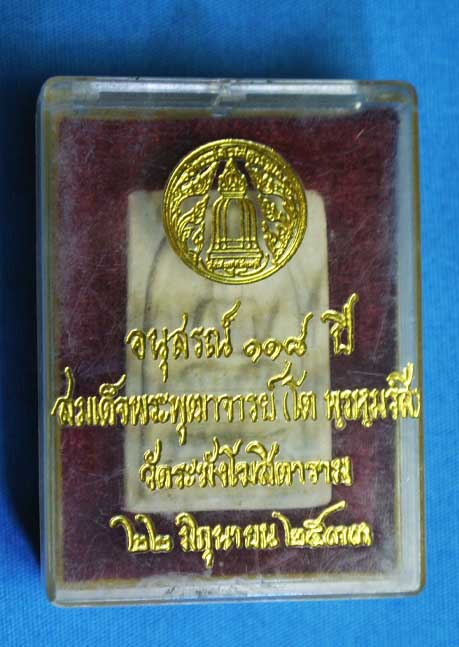 อนุสรณ์ ๑๑๘ ปี
สมเด็จพระพุฒาจารย์ (โต พรหมรังสี)
วัดระฆังโฆสิตาราม
๒๒ มิถุนายน ๒๕๓๓